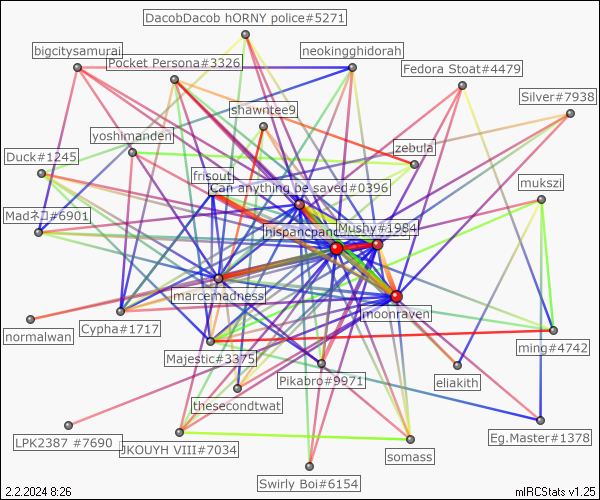 DacobDacob hORNY police#5271
bigcitysamurai
neokingghidorah
Pocket Persona#3326
Fedora Stoat#4479
Silver#7938
shawntee9
yoshimanden
zebula
Duck#1245
frisout
Can anything be saved#0396
mukszi
Madネロ#6901
Mushy#1984
marcemadness
moonraven
normalwan
Cypha#1717
ming#4742
Majestic#3375
Pikabro#9971
eliakith
thesecondtwat
LPK2387 #7690
JKOUYH VIII#7034
Eg.Master#1378
somass
Swirly Boi#6154
2.2.2024 8:26
mIRCStats v1.25